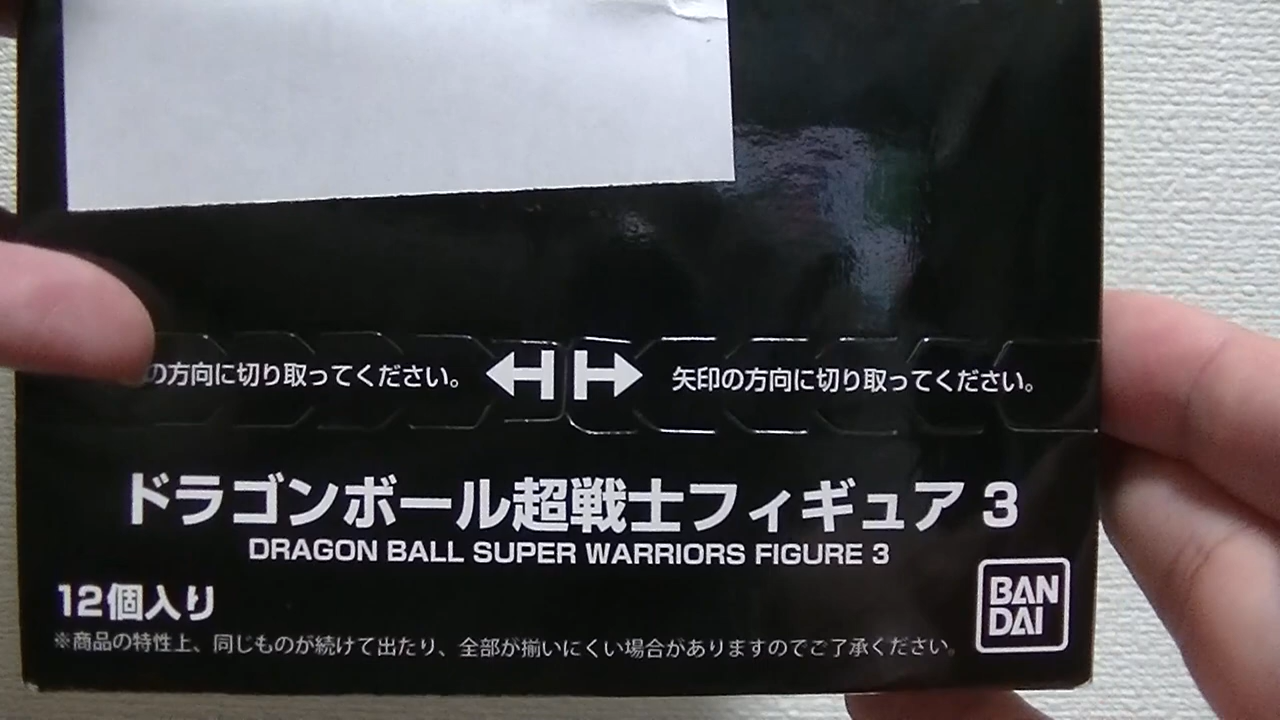 の方向に切り取ってください。
矢印の方向に切り取ってください。
ドラゴンボール超戦士フィギュア 3
DRAGON BALL SUPER WARRIORS FIGURE 3
12個入り
※商品の特性上、同じものが続けて出たり、全部が揃いにくい場合がありますのでご了承ください。
BAN
DAI